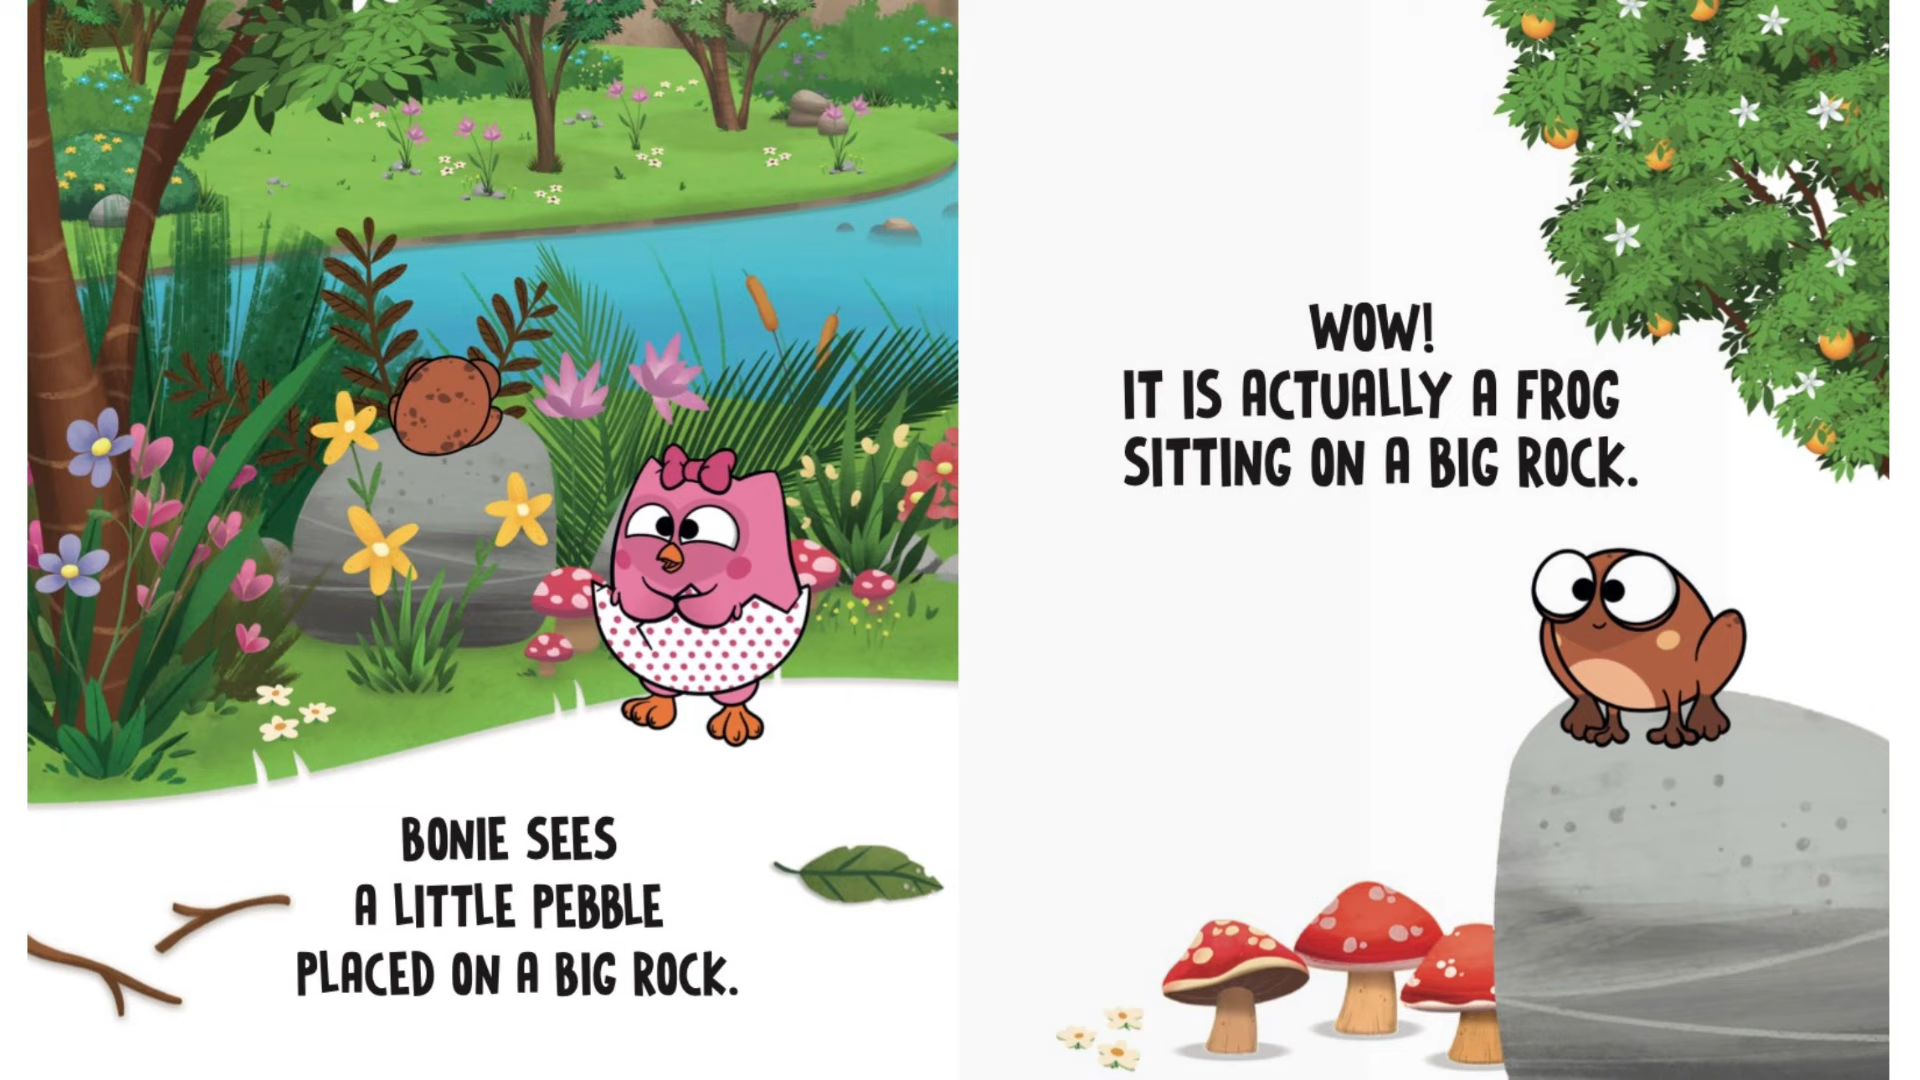 BONIE SEES
A LITTLE PEBBLE
PLACED ON A BIG ROCK.
WOW!
IT IS ACTUALLY A FROG
SITTING ON A BIG ROCK.